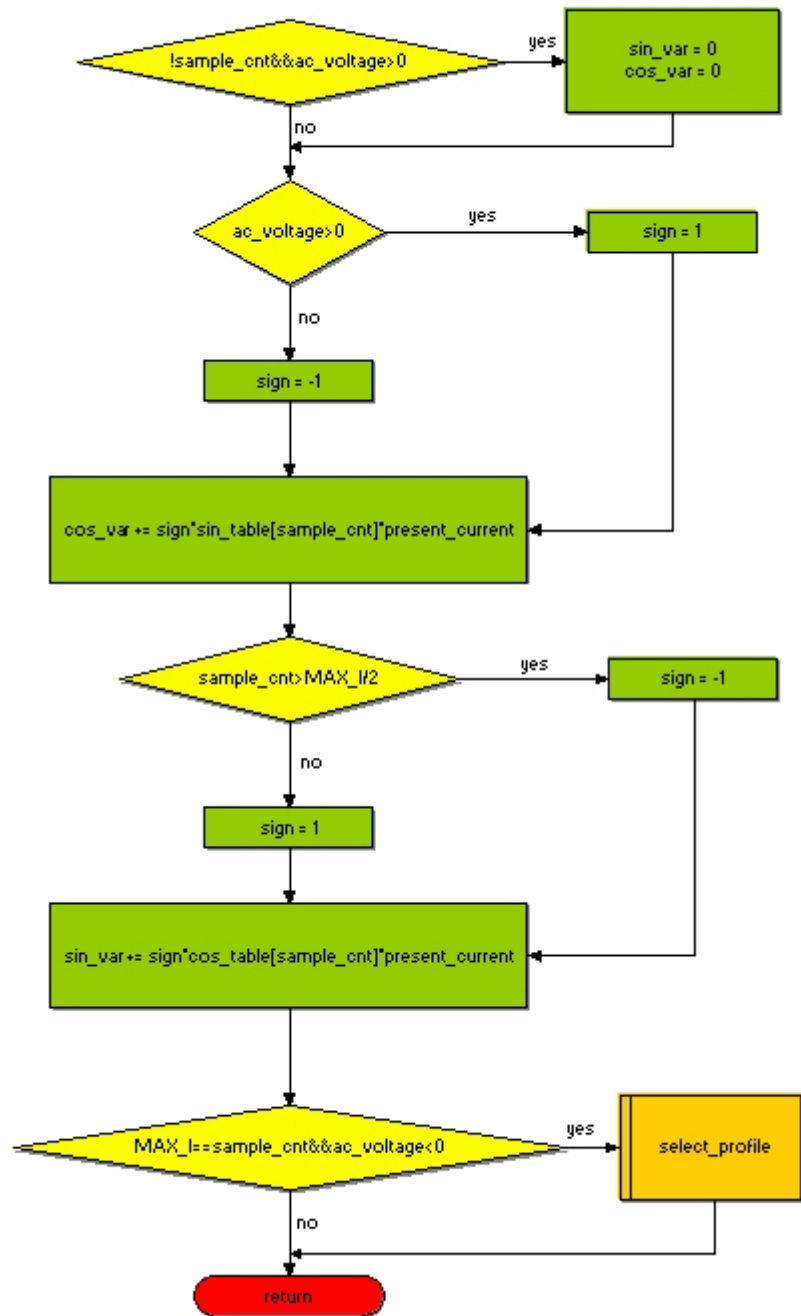 !sample_cnt&&ac_voltage>0
yes
sin_var = 0
cos_var = 0
no
ac_voltage>0
yes
sign = 1
no
sign = -1
cos_var += sign*sin_table[sample_cnt]*present_current
sample_cnt>MAX_I/2
yes
sign = -1
no
sign = 1
sin_var += sign*cos_table[sample_cnt]*present_current
MAX_I==sample_cnt&&ac_voltage<0
yes
select_profile
no
return